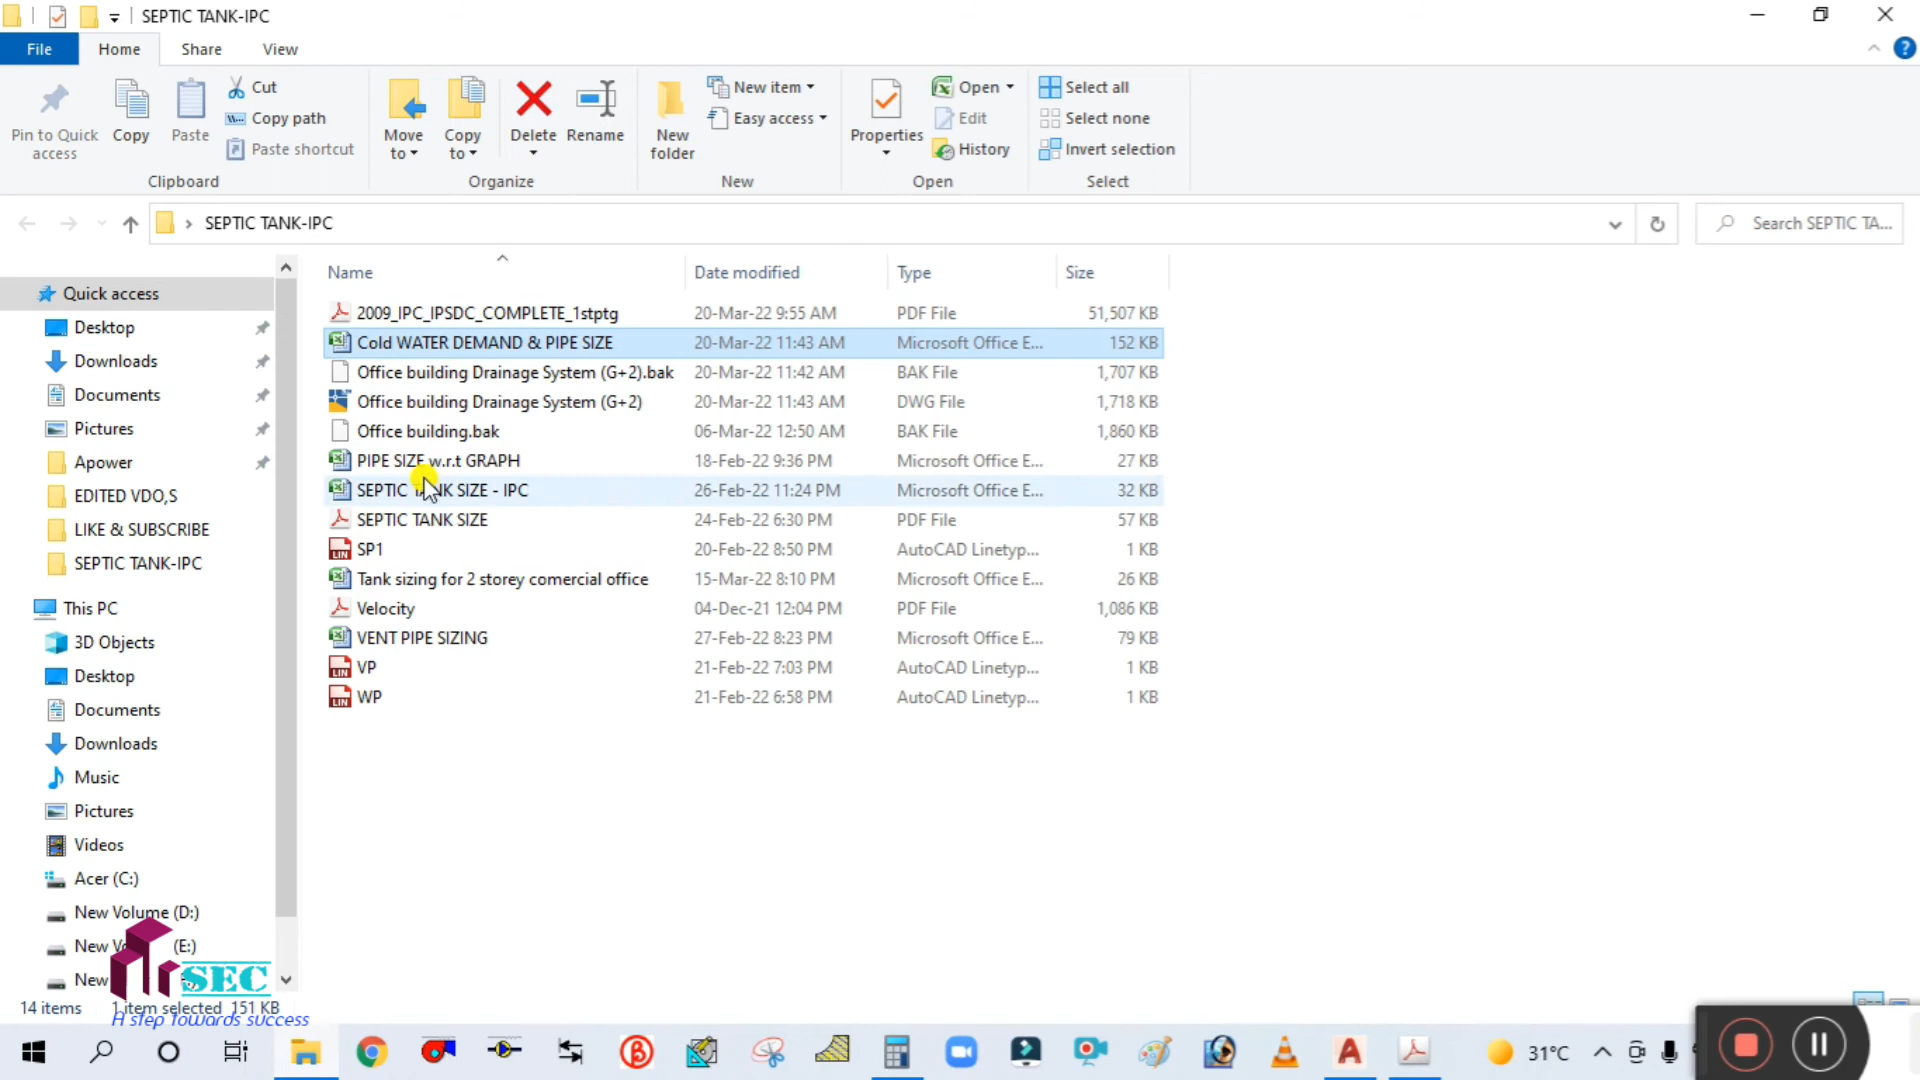 SEPTIC TANK-IPC
File Home Share View
Pin to Quick access
Copy
Paste
Cut
Copy path
Paste shortcut
Clipboard
Move to
Copy to
Delete
Rename
Organize
New folder
New item
Easy access
New
Properties
Open
Edit
History
Open
Select all
Select none
Invert selection
Select
SEPTIC TANK-IPC
Search SEPTIC TA...
Quick access
Desktop
Downloads
Documents
Pictures
Apower
EDITED VDO,S
LIKE & SUBSCRIBE
SEPTIC TANK-IPC
This PC
3D Objects
Desktop
Documents
Downloads
Music
Pictures
Videos
Acer (C:)
New Volume (D:)
New (E:)
New
Name Date modified Type Size
2009_IPC_IPSDC_COMPLETE_1stptg 20-Mar-22 9:55 AM PDF File 51,507 KB
Cold WATER DEMAND & PIPE SIZE 20-Mar-22 11:43 AM Microsoft Office E... 152 KB
Office building Drainage System (G+2).bak 20-Mar-22 11:42 AM BAK File 1,707 KB
Office building Drainage System (G+2) 20-Mar-22 11:43 AM DWG File 1,718 KB
Office building.bak 06-Mar-22 12:50 AM BAK File 1,860 KB
PIPE SIZE w.r.t GRAPH 18-Feb-22 9:36 PM Microsoft Office E... 27 KB
SEPTIC TANK SIZE - IPC 26-Feb-22 11:24 PM Microsoft Office E... 32 KB
SEPTIC TANK SIZE 24-Feb-22 6:30 PM PDF File 57 KB
SP1 20-Feb-22 8:50 PM AutoCAD Linetyp... 1 KB
Tank sizing for 2 storey comercial office 15-Mar-22 8:10 PM Microsoft Office E... 26 KB
Velocity 04-Dec-21 12:04 PM PDF File 1,086 KB
VENT PIPE SIZING 27-Feb-22 8:23 PM Microsoft Office E... 79 KB
VP 21-Feb-22 7:03 PM AutoCAD Linetyp... 1 KB
WP 21-Feb-22 6:58 PM AutoCAD Linetyp... 1 KB
SEC
A step towards success
14 items 1 item selected 151 KB
31°C